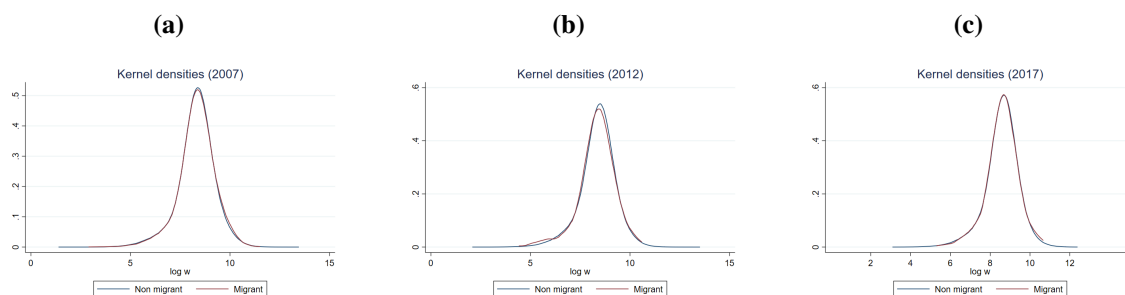 (a)
(b)
(c)
Kernel densities (2007)
.5
.4
.3
.2
.1
0
0 5 10 15
log w
Non migrant Migrant
Kernel densities (2012)
.6
.4
.2
0
0 5 10 15
log w
Non migrant Migrant
Kernel densities (2017)
.6
.4
.2
0
2 4 6 8 10 12
log w
Non migrant Migrant